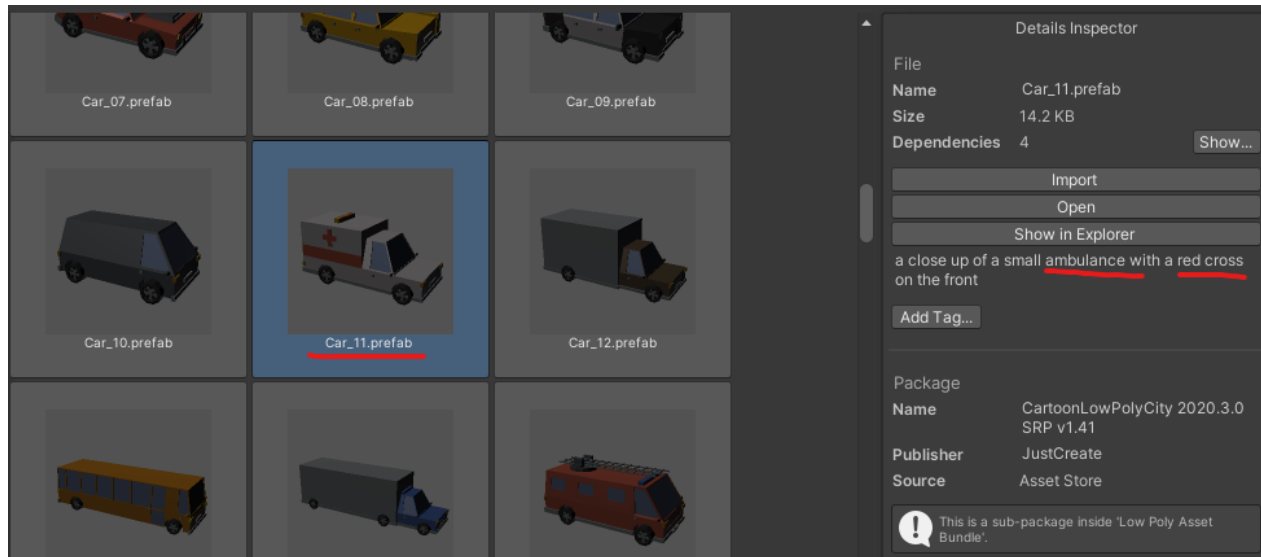 Car_07.prefab
Car_08.prefab
Car_09.prefab
Car_10.prefab
Car_11.prefab
Car_12.prefab
Details Inspector
File
Name Car_11.prefab
Size 14.2 KB
Dependencies 4 Show...
Import
Open
Show in Explorer
a close up of a small ambulance with a red cross
on the front
Add Tag...
Package
Name CartoonLowPolyCity 2020.3.0
SRP v1.41
Publisher JustCreate
Source Asset Store
This is a sub-package inside 'Low Poly Asset
Bundle'.